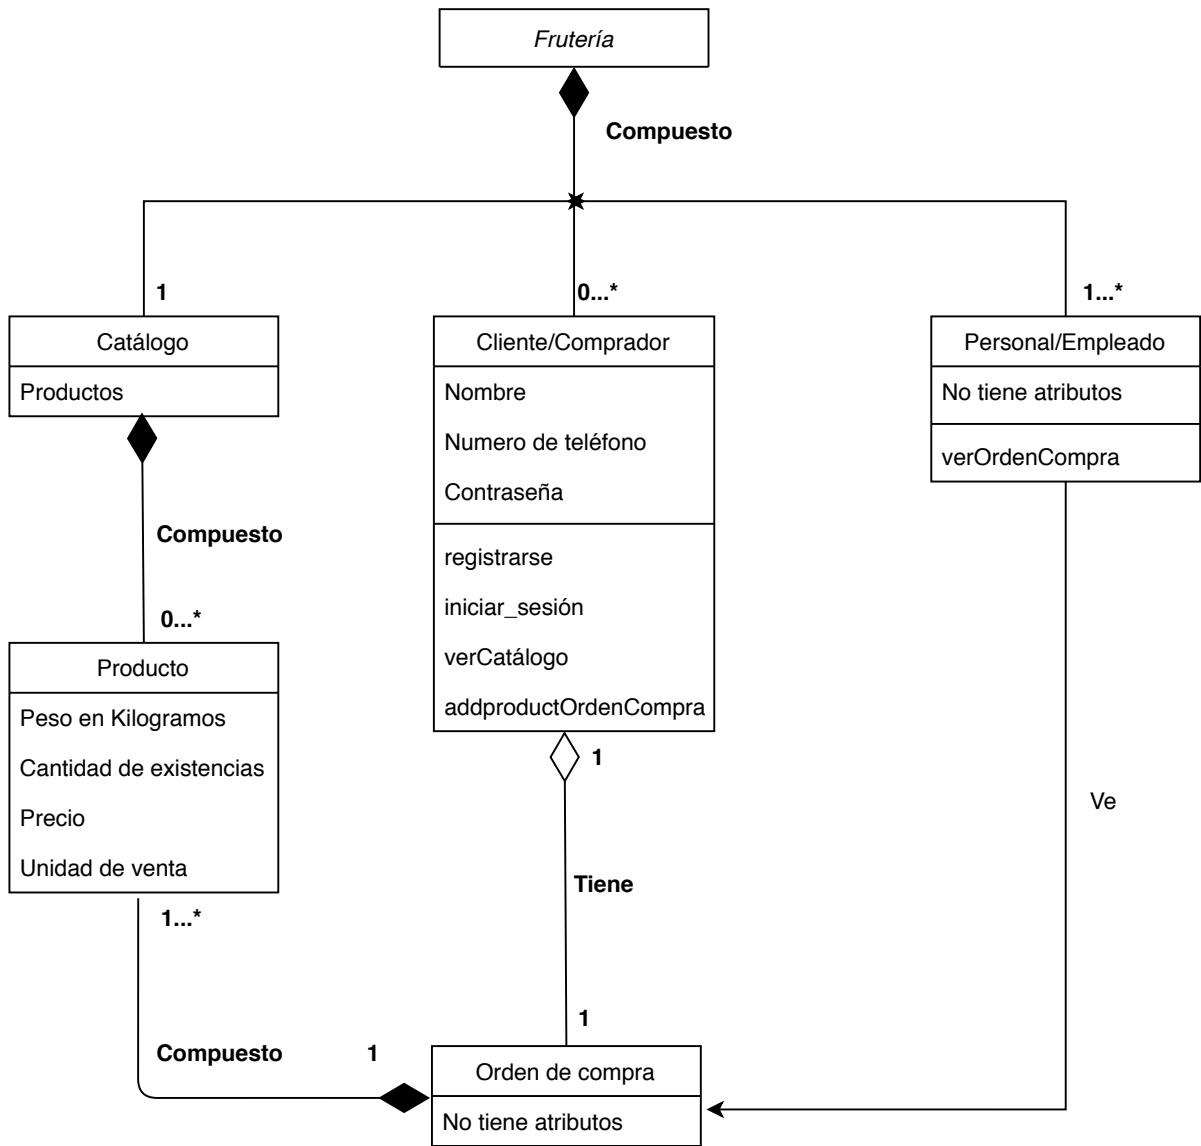 Frutería
Compuesto
1
0...*
1...*
Catálogo
Productos
Cliente/Comprador
Nombre
Numero de teléfono
Contraseña
registrarse
iniciar_sesión
verCatálogo
addproductOrdenCompra
Personal/Empleado
No tiene atributos
verOrdenCompra
Compuesto
0...*
Producto
Peso en Kilogramos
Cantidad de existencias
Precio
Unidad de venta
1
Ve
Tiene
1...*
1
Compuesto
1
Orden de compra
No tiene atributos